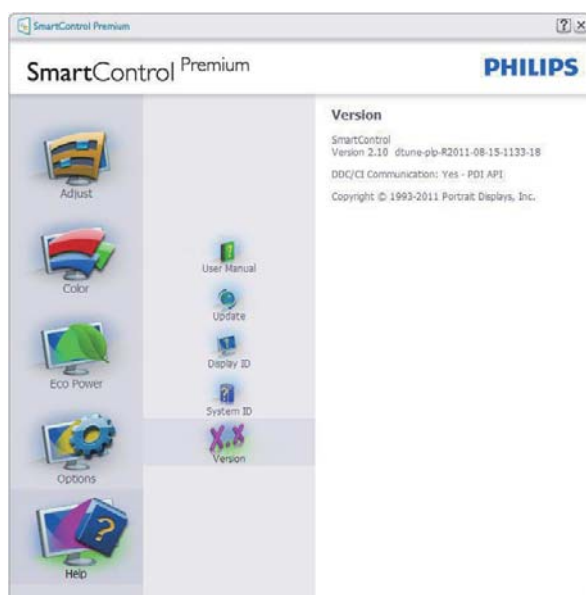 SmartControl Premium
SmartControl Premium
PHILIPS
Adjust
Color
Eco Power
Options
Help
User Manual
Update
Display ID
System ID
X.X
Version
Version
SmartControl
Version 2.10 dtune-plp-R2011-08-15-1133-18
DDC/CI Communication: Yes - PDI API
Copyright © 1993-2011 Portrait Displays, Inc.